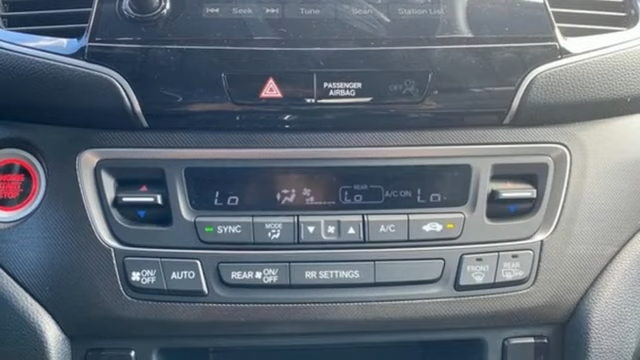 Seek Tune Scan Station List
PASSENGER
AIRBAG
OFF
Lo REAR Lo A/C ON Lo
SYNC MODE A/C
ON/OFF AUTO REAR ON/OFF RR SETTINGS FRONT REAR